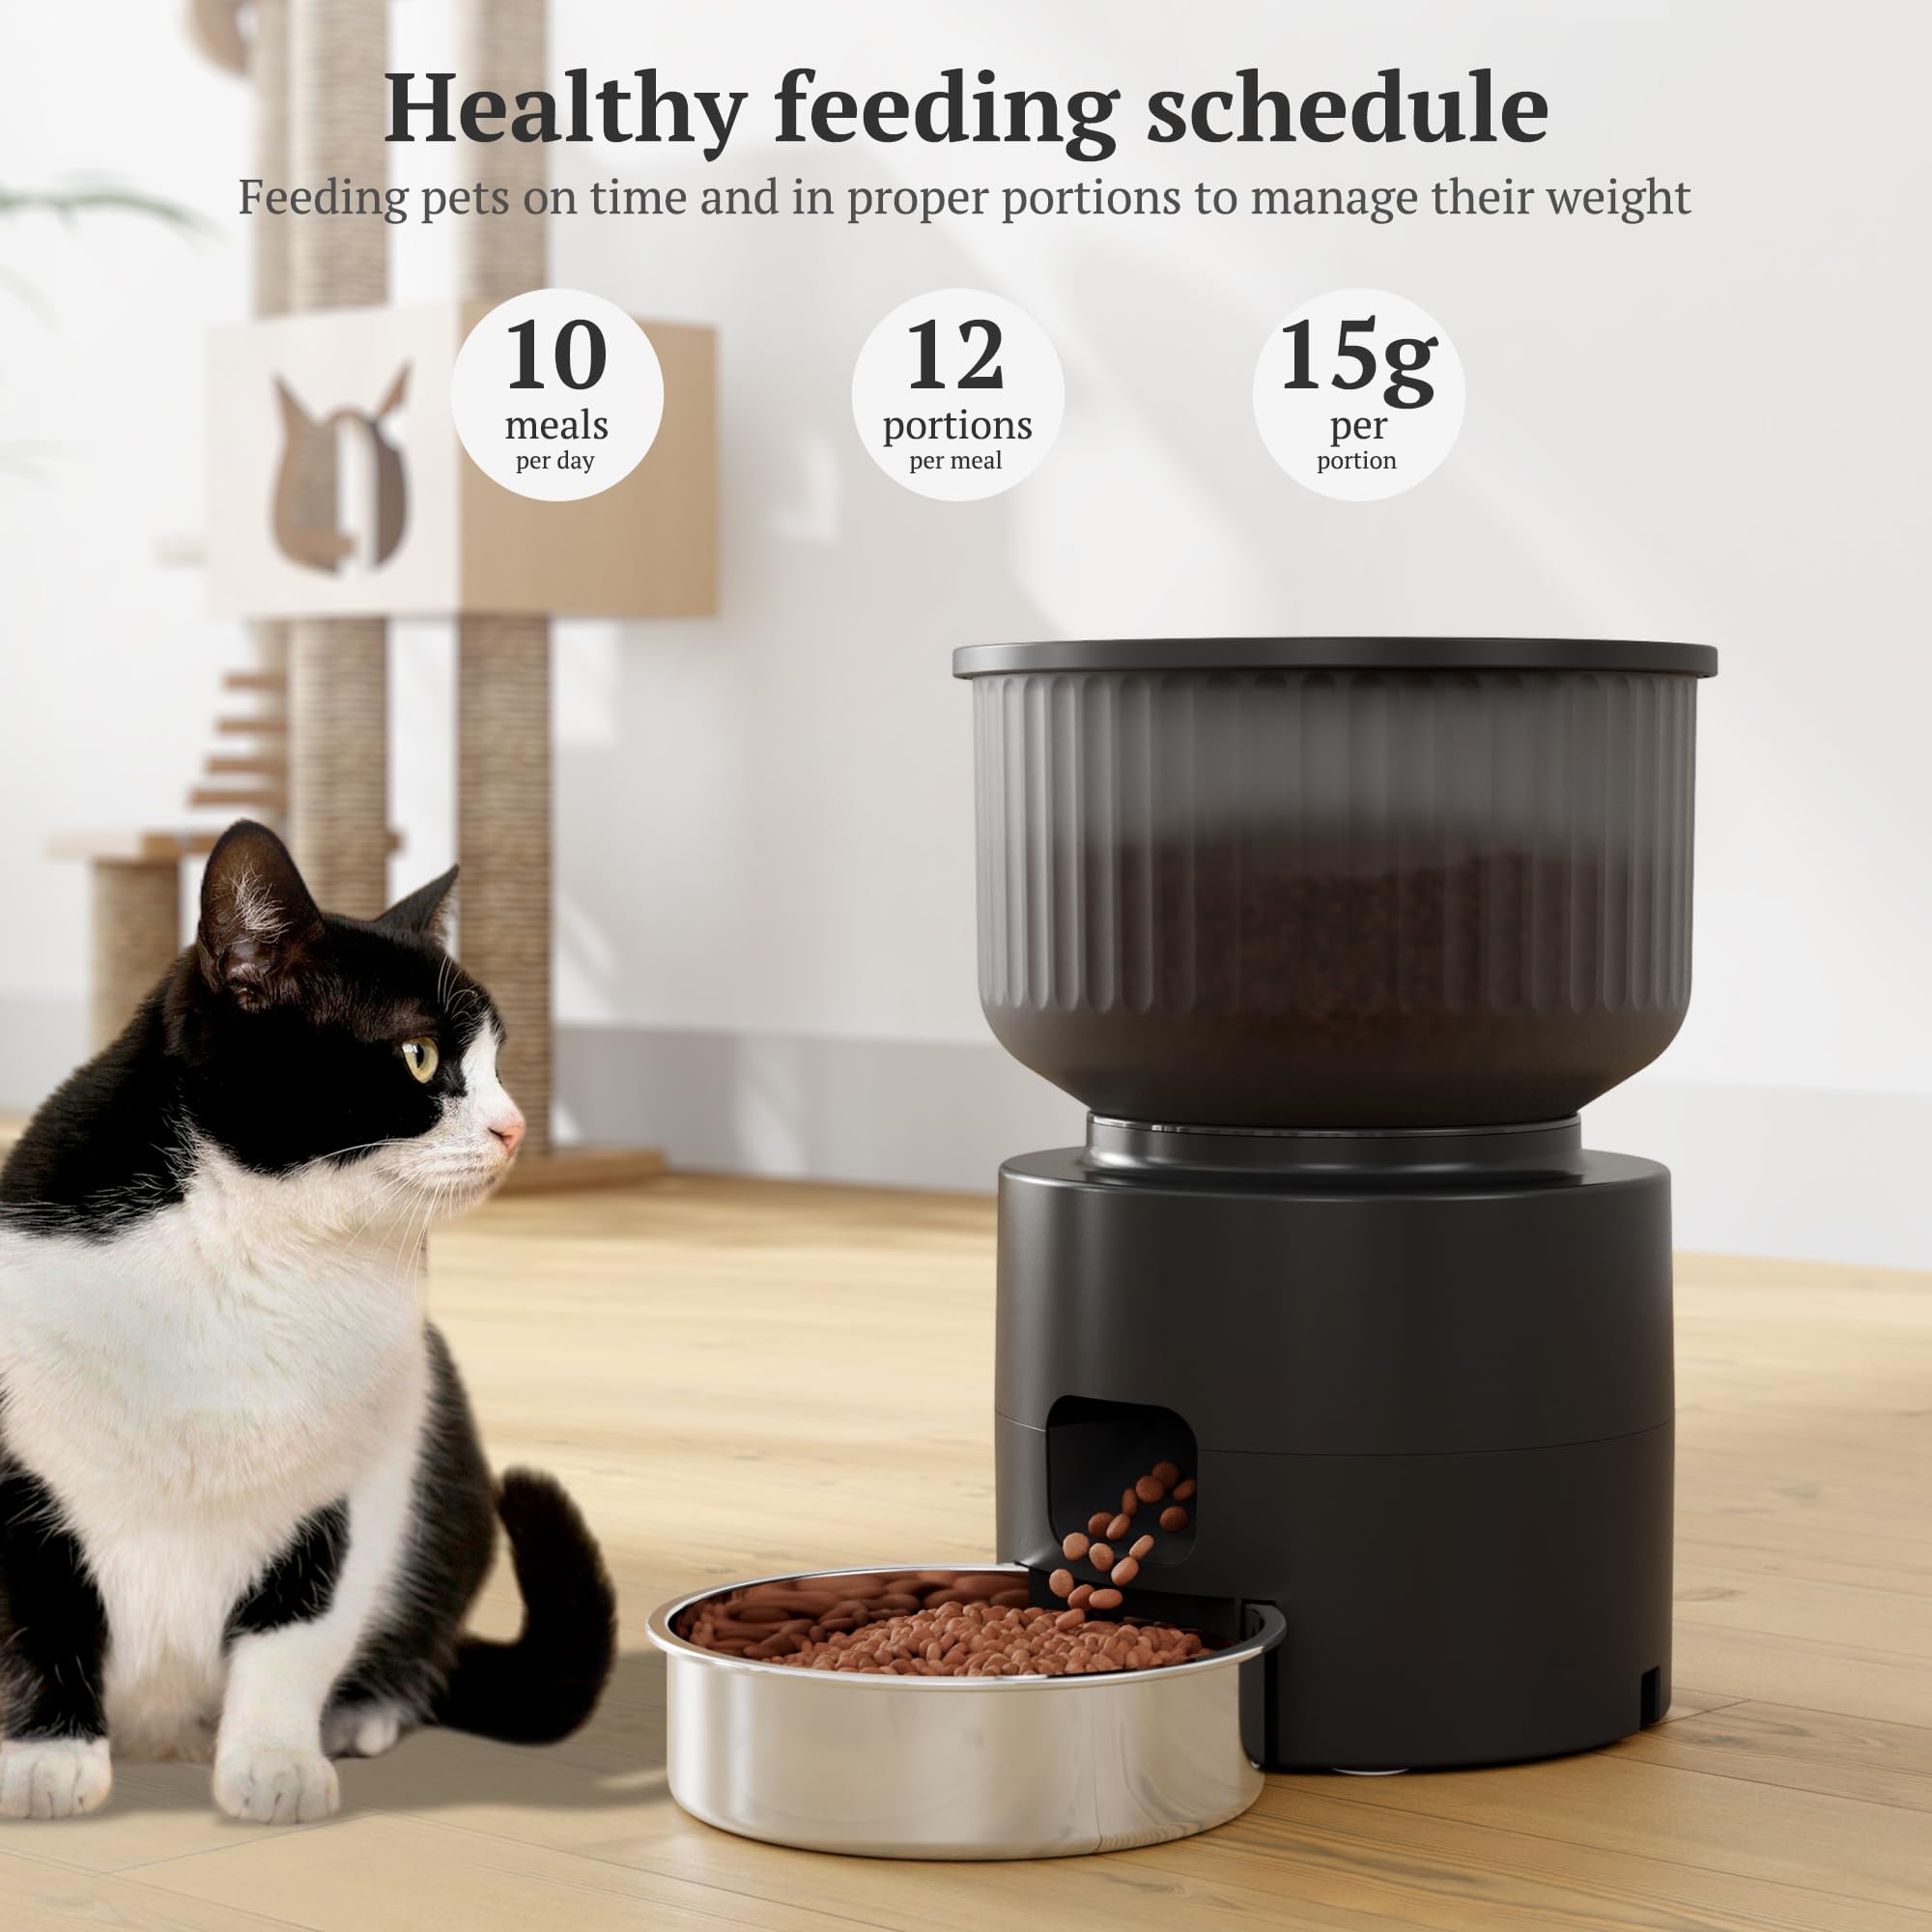 Healthy feeding schedule
Feeding pets on time and in proper portions to manage their weight
10
meals
per day
12
portions
per meal
15g
per
portion